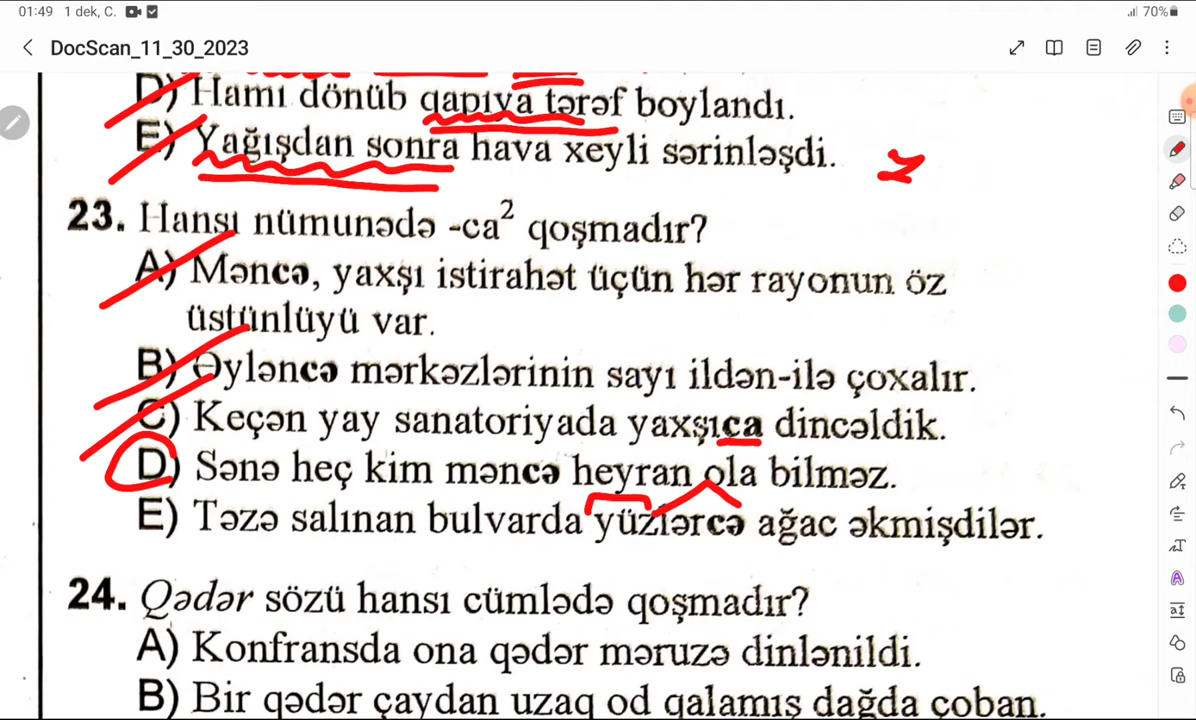 01:49 1 dek, C. 70%
DocScan_11_30_2023
D) Hamı dönüb qapıya tərəf boylandı.
E) Yağışdan sonra hava xeyli sərinləşdi.
23. Hansı nümunədə -ca² qoşmadır?
A) Məncə, yaxşı istirahət üçün hər rayonun öz
üstünlüyü var.
B) Əyləncə mərkəzlərinin sayı ildən-ilə çoxalır.
C) Keçən yay sanatoriyada yaxşıca dincəldik.
D) Sənə heç kim məncə heyran ola bilməz.
E) Təzə salınan bulvarda yüzlərcə ağac əkmişdilər.
24. Qədər sözü hansı cümlədə qoşmadır?
A) Konfransda ona qədər məruzə dinlənildi.
B) Bir qədər çaydan uzaq od qalamış dağda çoban.